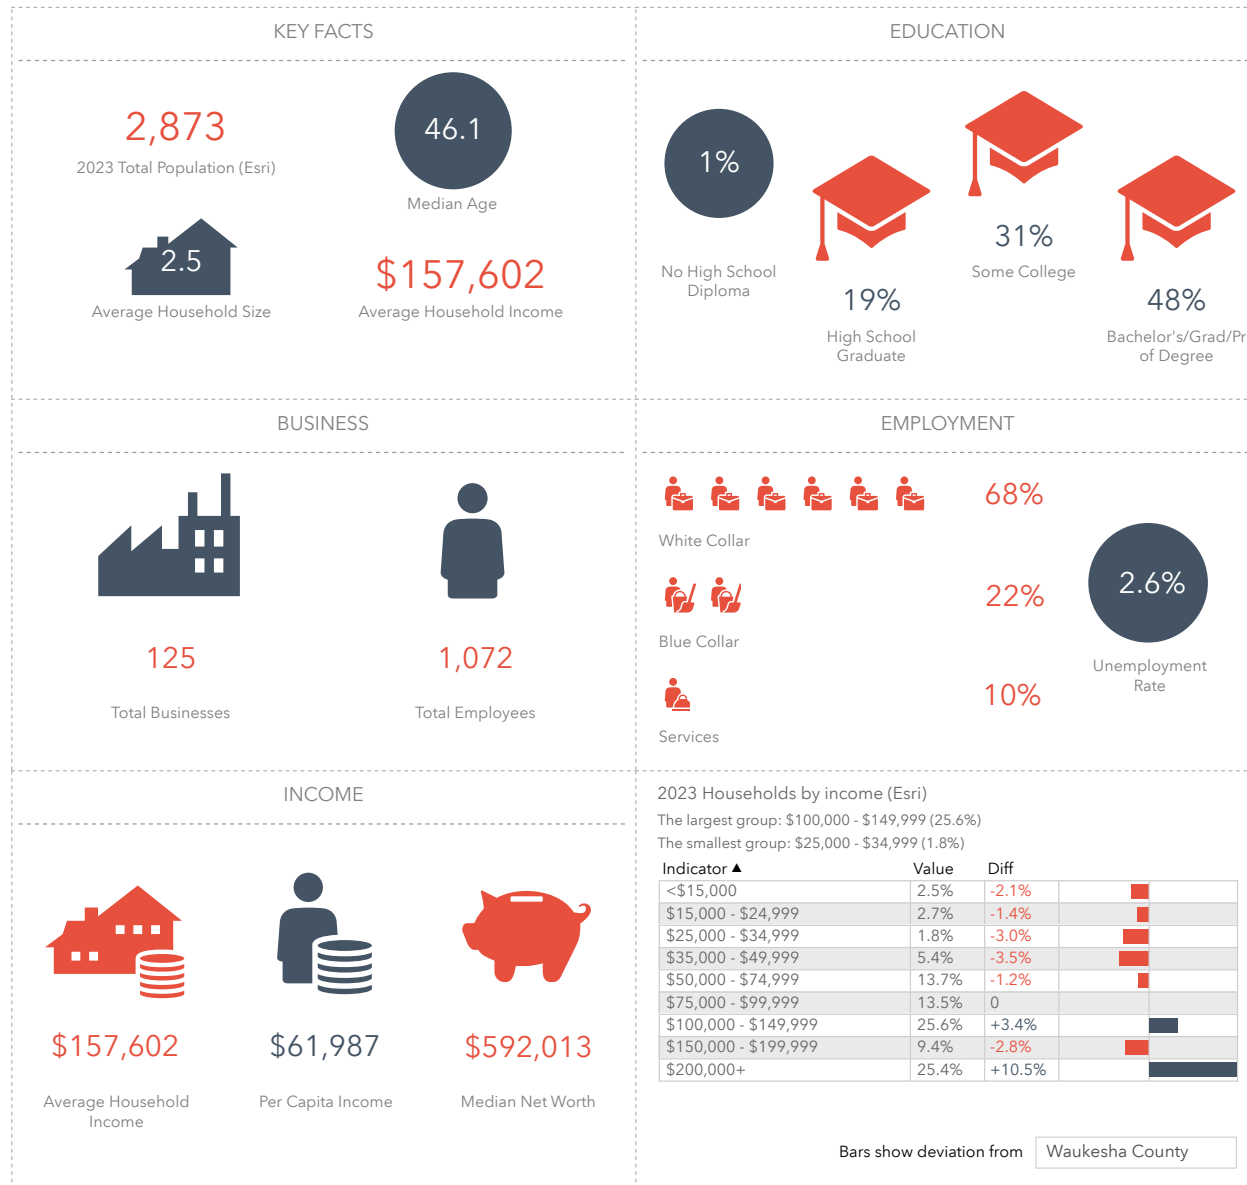 KEY FACTS
2,873
2023 Total Population (Esri)
46.1
Median Age
2.5
Average Household Size
$157,602
Average Household Income
EDUCATION
1%
No High School
Diploma
19%
High School
Graduate
31%
Some College
48%
Bachelor's/Grad/Pr
of Degree
BUSINESS
125
Total Businesses
1,072
Total Employees
EMPLOYMENT
68%
White Collar
22%
Blue Collar
10%
Services
2.6%
Unemployment
Rate
INCOME
$157,602
Average Household
Income
$61,987
Per Capita Income
$592,013
Median Net Worth
2023 Households by income (Esri)
The largest group: $100,000 - $149,999 (25.6%)
The smallest group: $25,000 - $34,999 (1.8%)
Indicator ▲ Value Diff
<$15,000 2.5% -2.1%
$15,000 - $24,999 2.7% -1.4%
$25,000 - $34,999 1.8% -3.0%
$35,000 - $49,999 5.4% -3.5%
$50,000 - $74,999 13.7% -1.2%
$75,000 - $99,999 13.5% 0
$100,000 - $149,999 25.6% +3.4%
$150,000 - $199,999 9.4% -2.8%
$200,000+ 25.4% +10.5%
Bars show deviation from Waukesha County